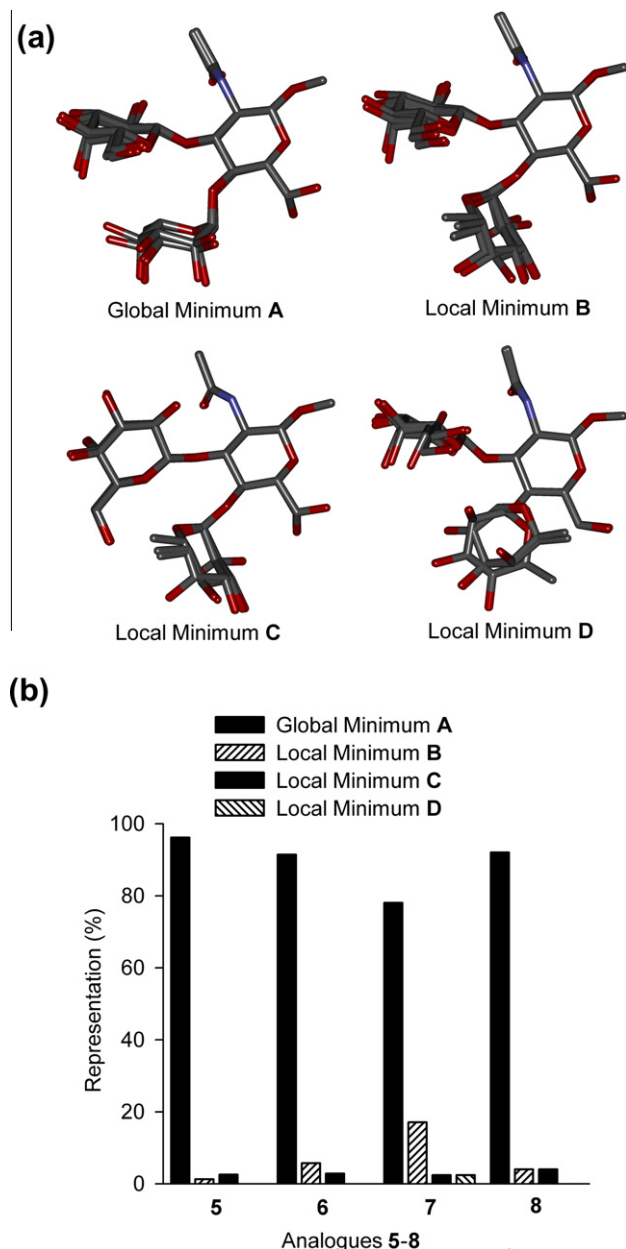 (a)
Global Minimum A
Local Minimum B
Local Minimum C
Local Minimum D
(b)
Global Minimum A
Local Minimum B
Local Minimum C
Local Minimum D
Representation (%)
100
80
60
40
20
0
5 6 7 8
Analogues 5-8